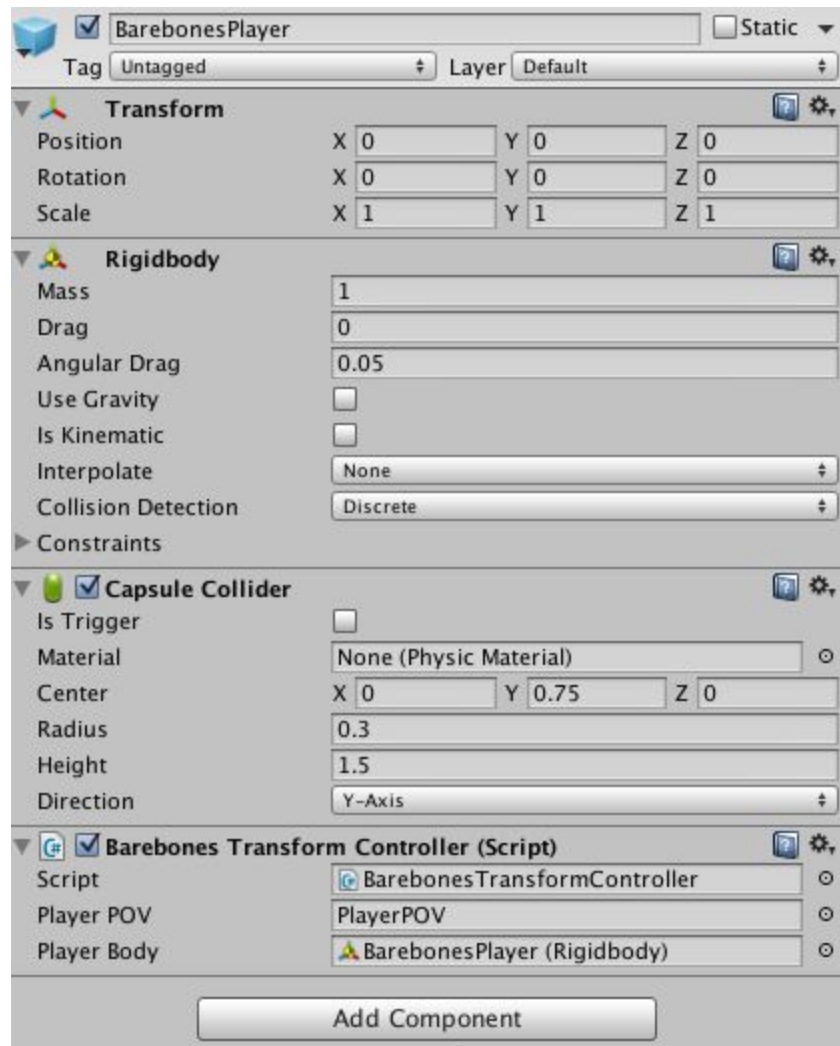 BarebonesPlayer Static
Tag Untagged Layer Default
Transform
Position X 0 Y 0 Z 0
Rotation X 0 Y 0 Z 0
Scale X 1 Y 1 Z 1
Rigidbody
Mass 1
Drag 0
Angular Drag 0.05
Use Gravity
Is Kinematic
Interpolate None
Collision Detection Discrete
Constraints
Capsule Collider
Is Trigger
Material None (Physic Material)
Center X 0 Y 0.75 Z 0
Radius 0.3
Height 1.5
Direction Y-Axis
Barebones Transform Controller (Script)
Script BarebonesTransformController
Player POV PlayerPOV
Player Body BarebonesPlayer (Rigidbody)
Add Component